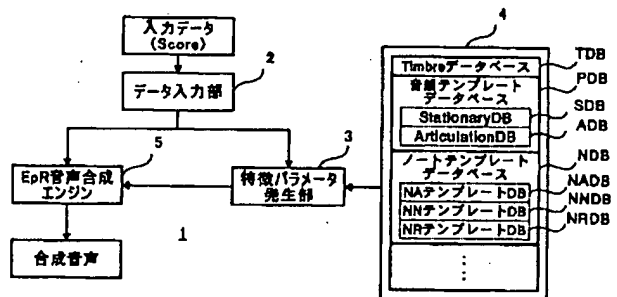 入力データ
(Score)
2
データ入力部
5
EpR音声合成
エンジン
3
特徴パラメータ
発生部
1
合成音声
4
Timbreデータベース
TDB
音韻テンプレート
データベース
PDB
StationaryDB
SDB
ArticulationDB
ADB
ノートテンプレート
データベース
NDB
NAテンプレートDB
NADB
NNテンプレートDB
NNDB
NRテンプレートDB
NRDB